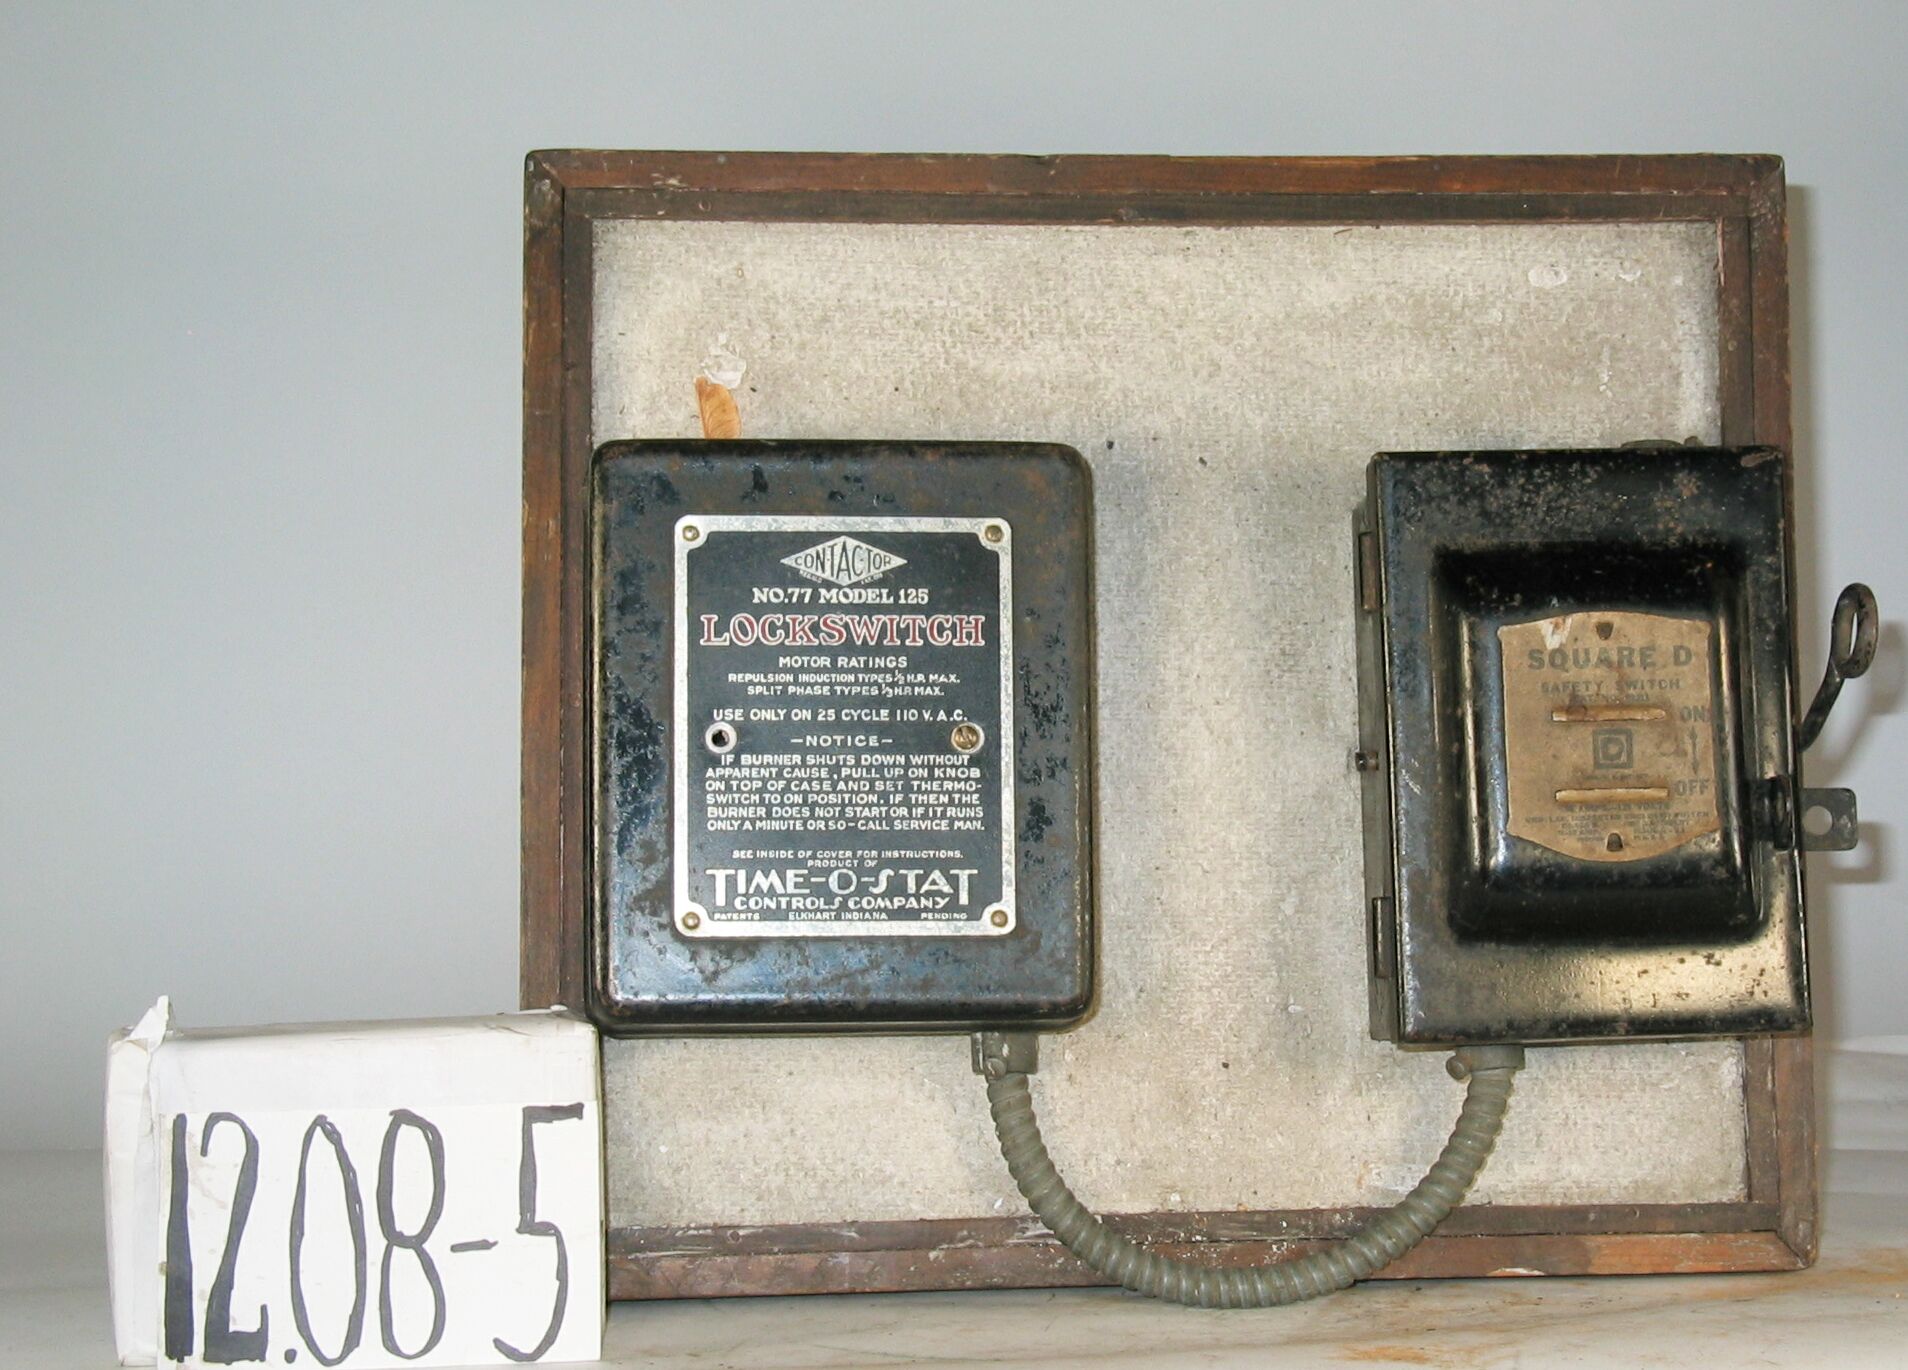 CONTACTOR
NO.77 MODEL 125
LOCKSWITCH
MOTOR RATINGS
REPULSION INDUCTION TYPES ½ H.P. MAX.
SPLIT PHASE TYPES ⅓ H.P. MAX.
USE ONLY ON 25 CYCLE 110 V. A.C.
—NOTICE—
IF BURNER SHUTS DOWN WITHOUT
APPARENT CAUSE, PULL UP ON KNOB
ON TOP OF CASE AND SET THERMO-
SWITCH TO ON POSITION. IF THEN THE
BURNER DOES NOT START OR IF IT RUNS
ONLY A MINUTE OR SO-CALL SERVICE MAN.
SEE INSIDE OF COVER FOR INSTRUCTIONS.
PRODUCT OF
TIME-O-STAT
CONTROLS COMPANY
PATENTS ELKHART INDIANA PENDING
SQUARE D
SAFETY SWITCH
ON
D
OFF
12.08-5